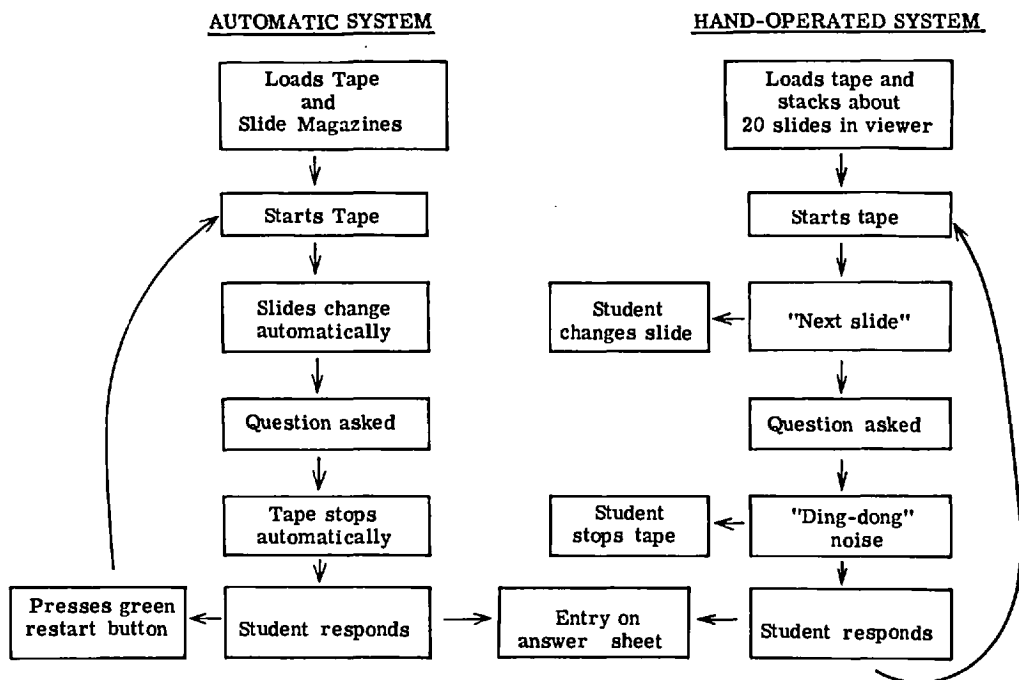 AUTOMATIC SYSTEM
Loads Tape
and
Slide Magazines
Starts Tape
Slides change
automatically
Question asked
Tape stops
automatically
Student responds
Presses green
restart button
Entry on
answer sheet
HAND-OPERATED SYSTEM
Loads tape and
stacks about
20 slides in viewer
Starts tape
"Next slide"
Student
changes slide
Question asked
"Ding-dong"
noise
Student
stops tape
Student responds